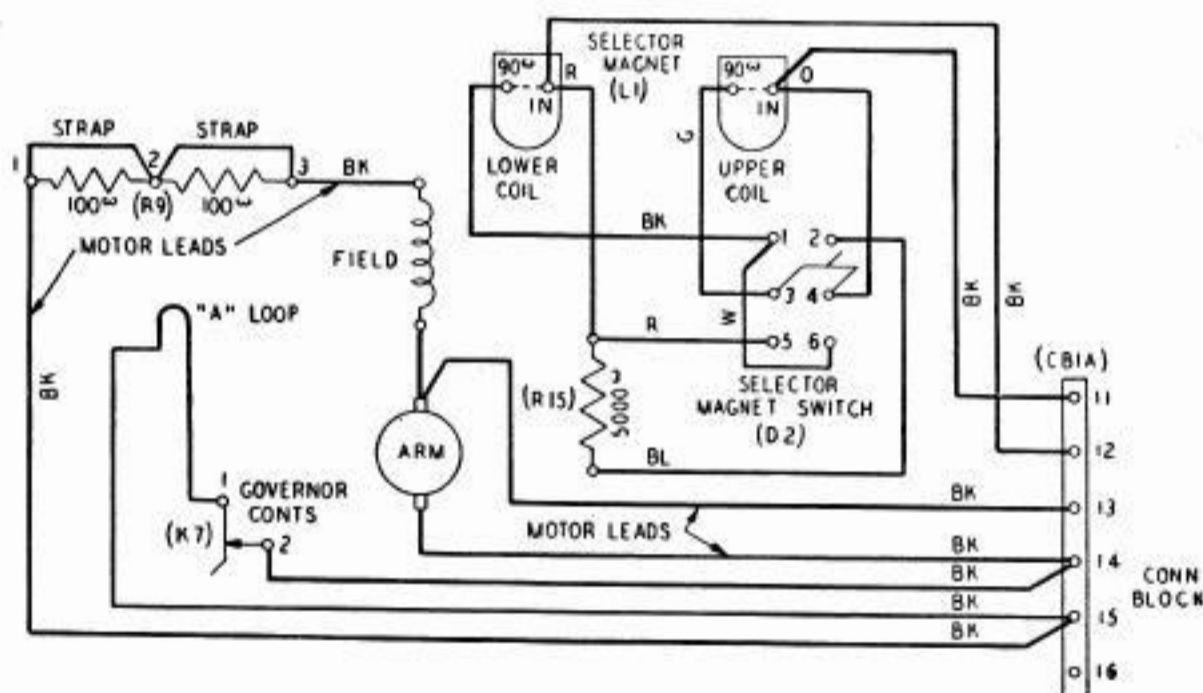 SELECTOR
MAGNET
(L1)
90ω
R
IN
LOWER
COIL
90ω
O
IN
UPPER
COIL
G
STRAP
STRAP
1
2
3
BK
100ω
(R9)
100ω
MOTOR LEADS
FIELD
"A" LOOP
BK
BK
1
2
3
4
5
6
W
R
SELECTOR
MAGNET SWITCH
(D2)
(R15)
5000ω
BL
BK
BK
(CB1A)
11
12
13
14
15
16
ARM
1
GOVERNOR
CONTS
(K7)
2
MOTOR LEADS
BK
BK
BK
BK
BK
CONN
BLOCK